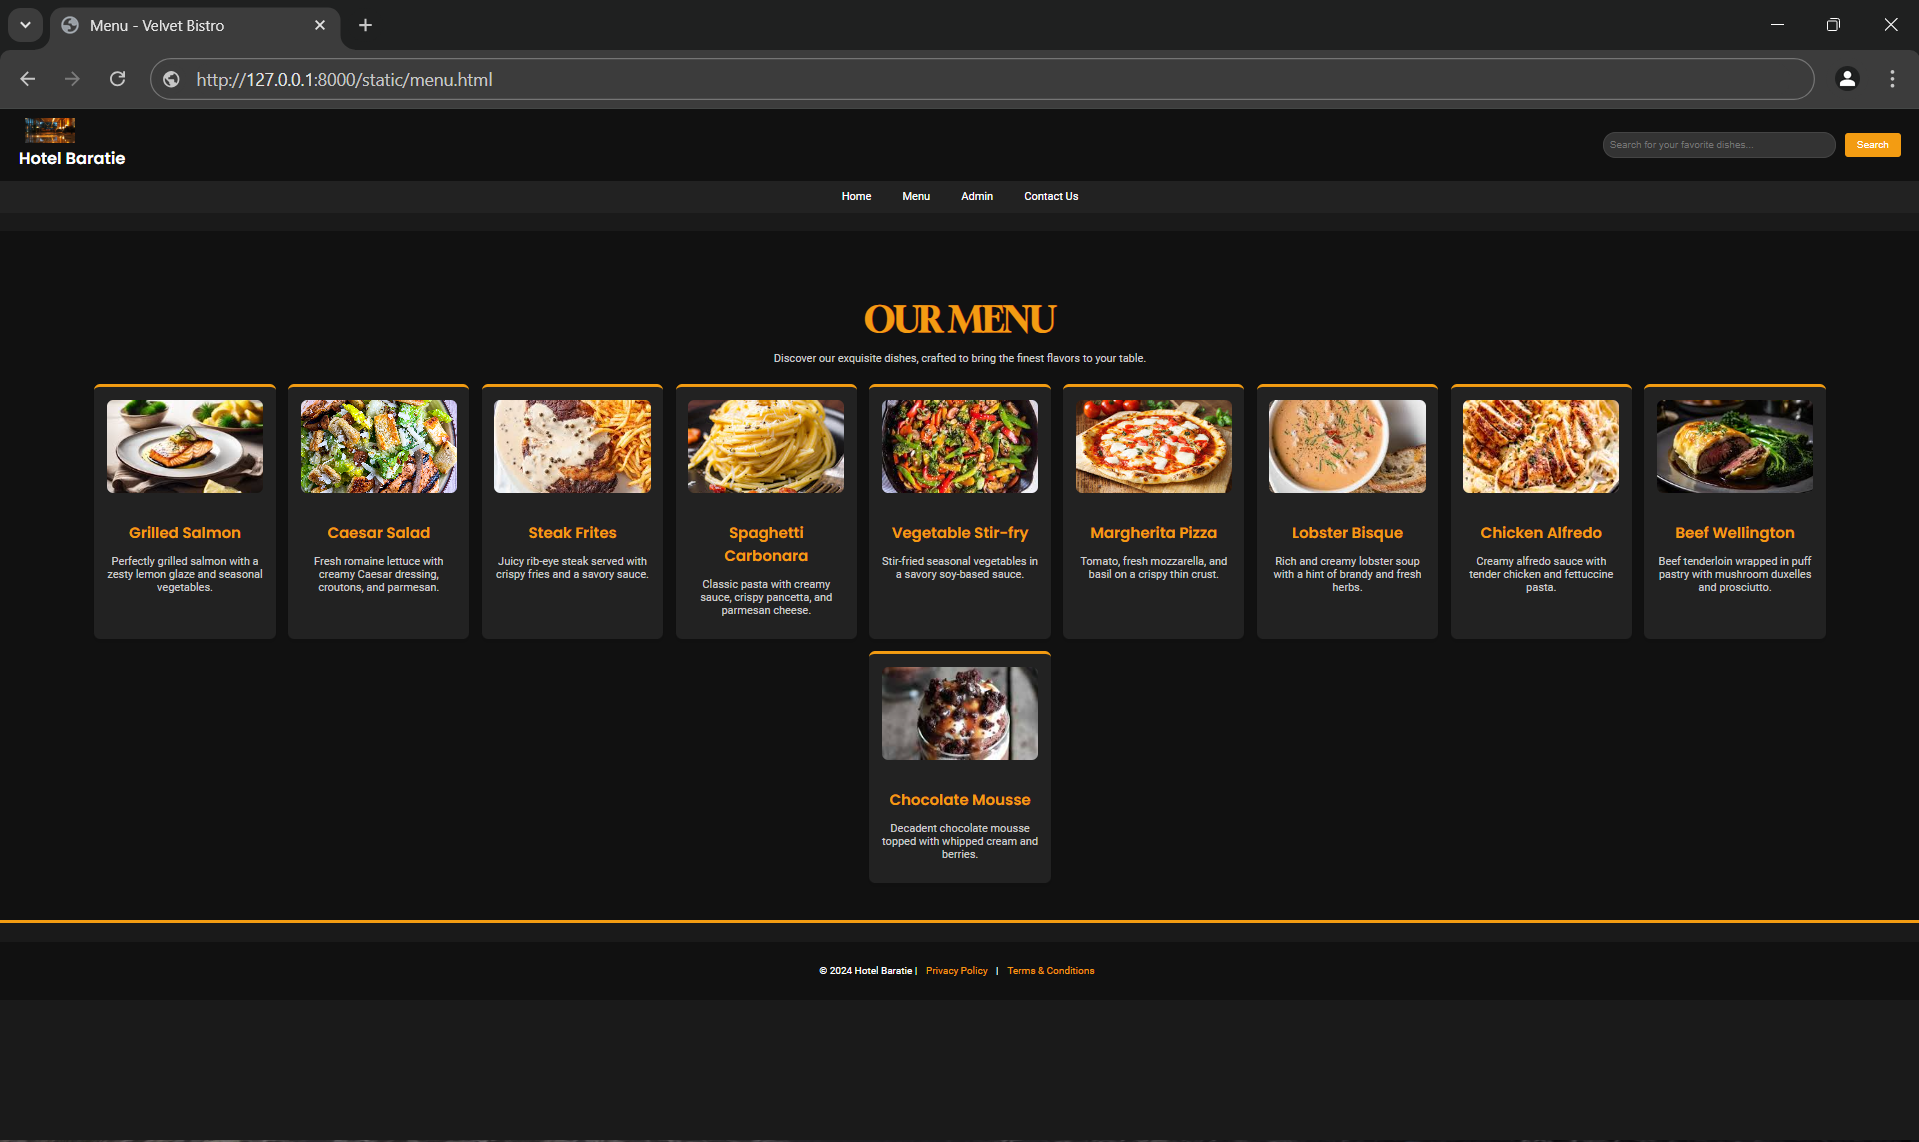 Menu - Velvet Bistro
http://127.0.0.1:8000/static/menu.html
Hotel Baratie
Search for your favorite dishes...
Search
Home
Menu
Admin
Contact Us
OUR MENU
Discover our exquisite dishes, crafted to bring the finest flavors to your table.
Grilled Salmon
Perfectly grilled salmon with a
zesty lemon glaze and seasonal
vegetables.
Caesar Salad
Fresh romaine lettuce with
creamy Caesar dressing,
croutons, and parmesan.
Steak Frites
Juicy rib-eye steak served with
crispy fries and a savory sauce.
Spaghetti
Carbonara
Classic pasta with creamy
sauce, crispy pancetta, and
parmesan cheese.
Vegetable Stir-fry
Stir-fried seasonal vegetables in
a savory soy-based sauce.
Margherita Pizza
Tomato, fresh mozzarella, and
basil on a crispy thin crust.
Lobster Bisque
Rich and creamy lobster soup
with a hint of brandy and fresh
herbs.
Chicken Alfredo
Creamy alfredo sauce with
tender chicken and fettuccine
pasta.
Beef Wellington
Beef tenderloin wrapped in puff
pastry with mushroom duxelles
and prosciutto.
Chocolate Mousse
Decadent chocolate mousse
topped with whipped cream and
berries.
© 2024 Hotel Baratie | Privacy Policy | Terms & Conditions